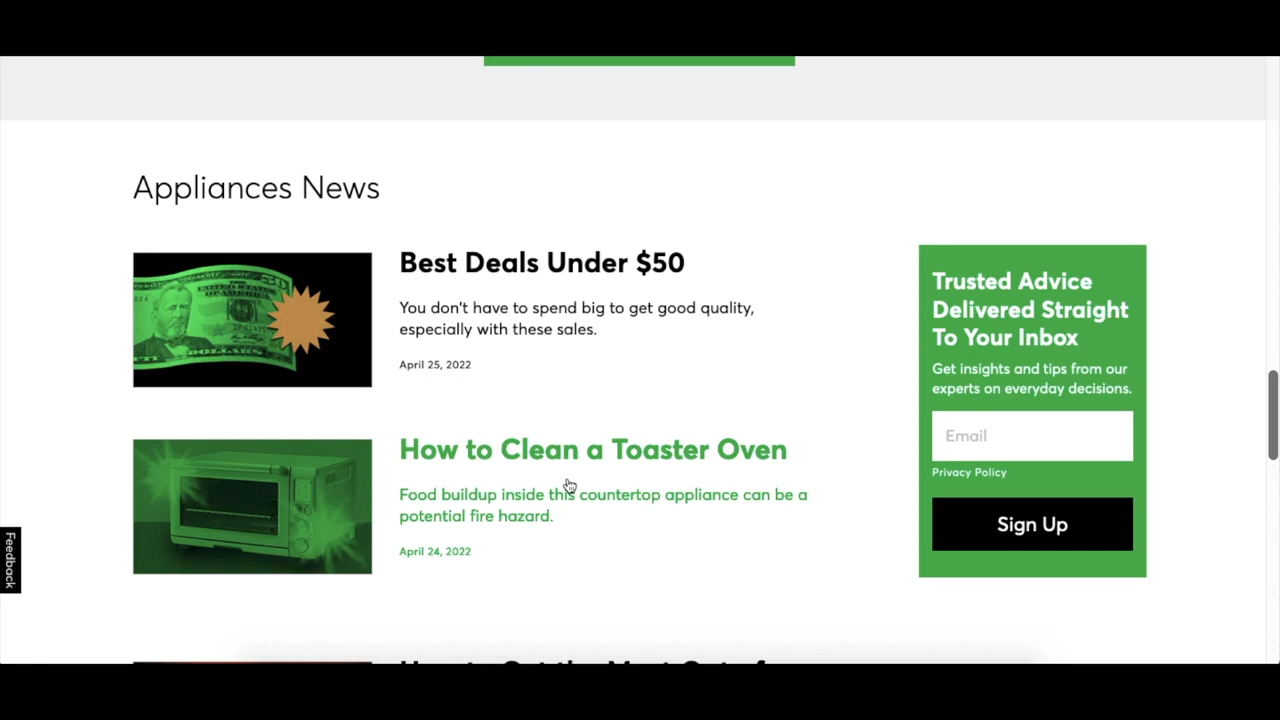 Appliances News
Best Deals Under $50
You don't have to spend big to get good quality,
especially with these sales.
April 25, 2022
How to Clean a Toaster Oven
Food buildup inside this countertop appliance can be a
potential fire hazard.
April 24, 2022
Trusted Advice
Delivered Straight
To Your Inbox
Get insights and tips from our
experts on everyday decisions.
Email
Privacy Policy
Sign Up
Feedback